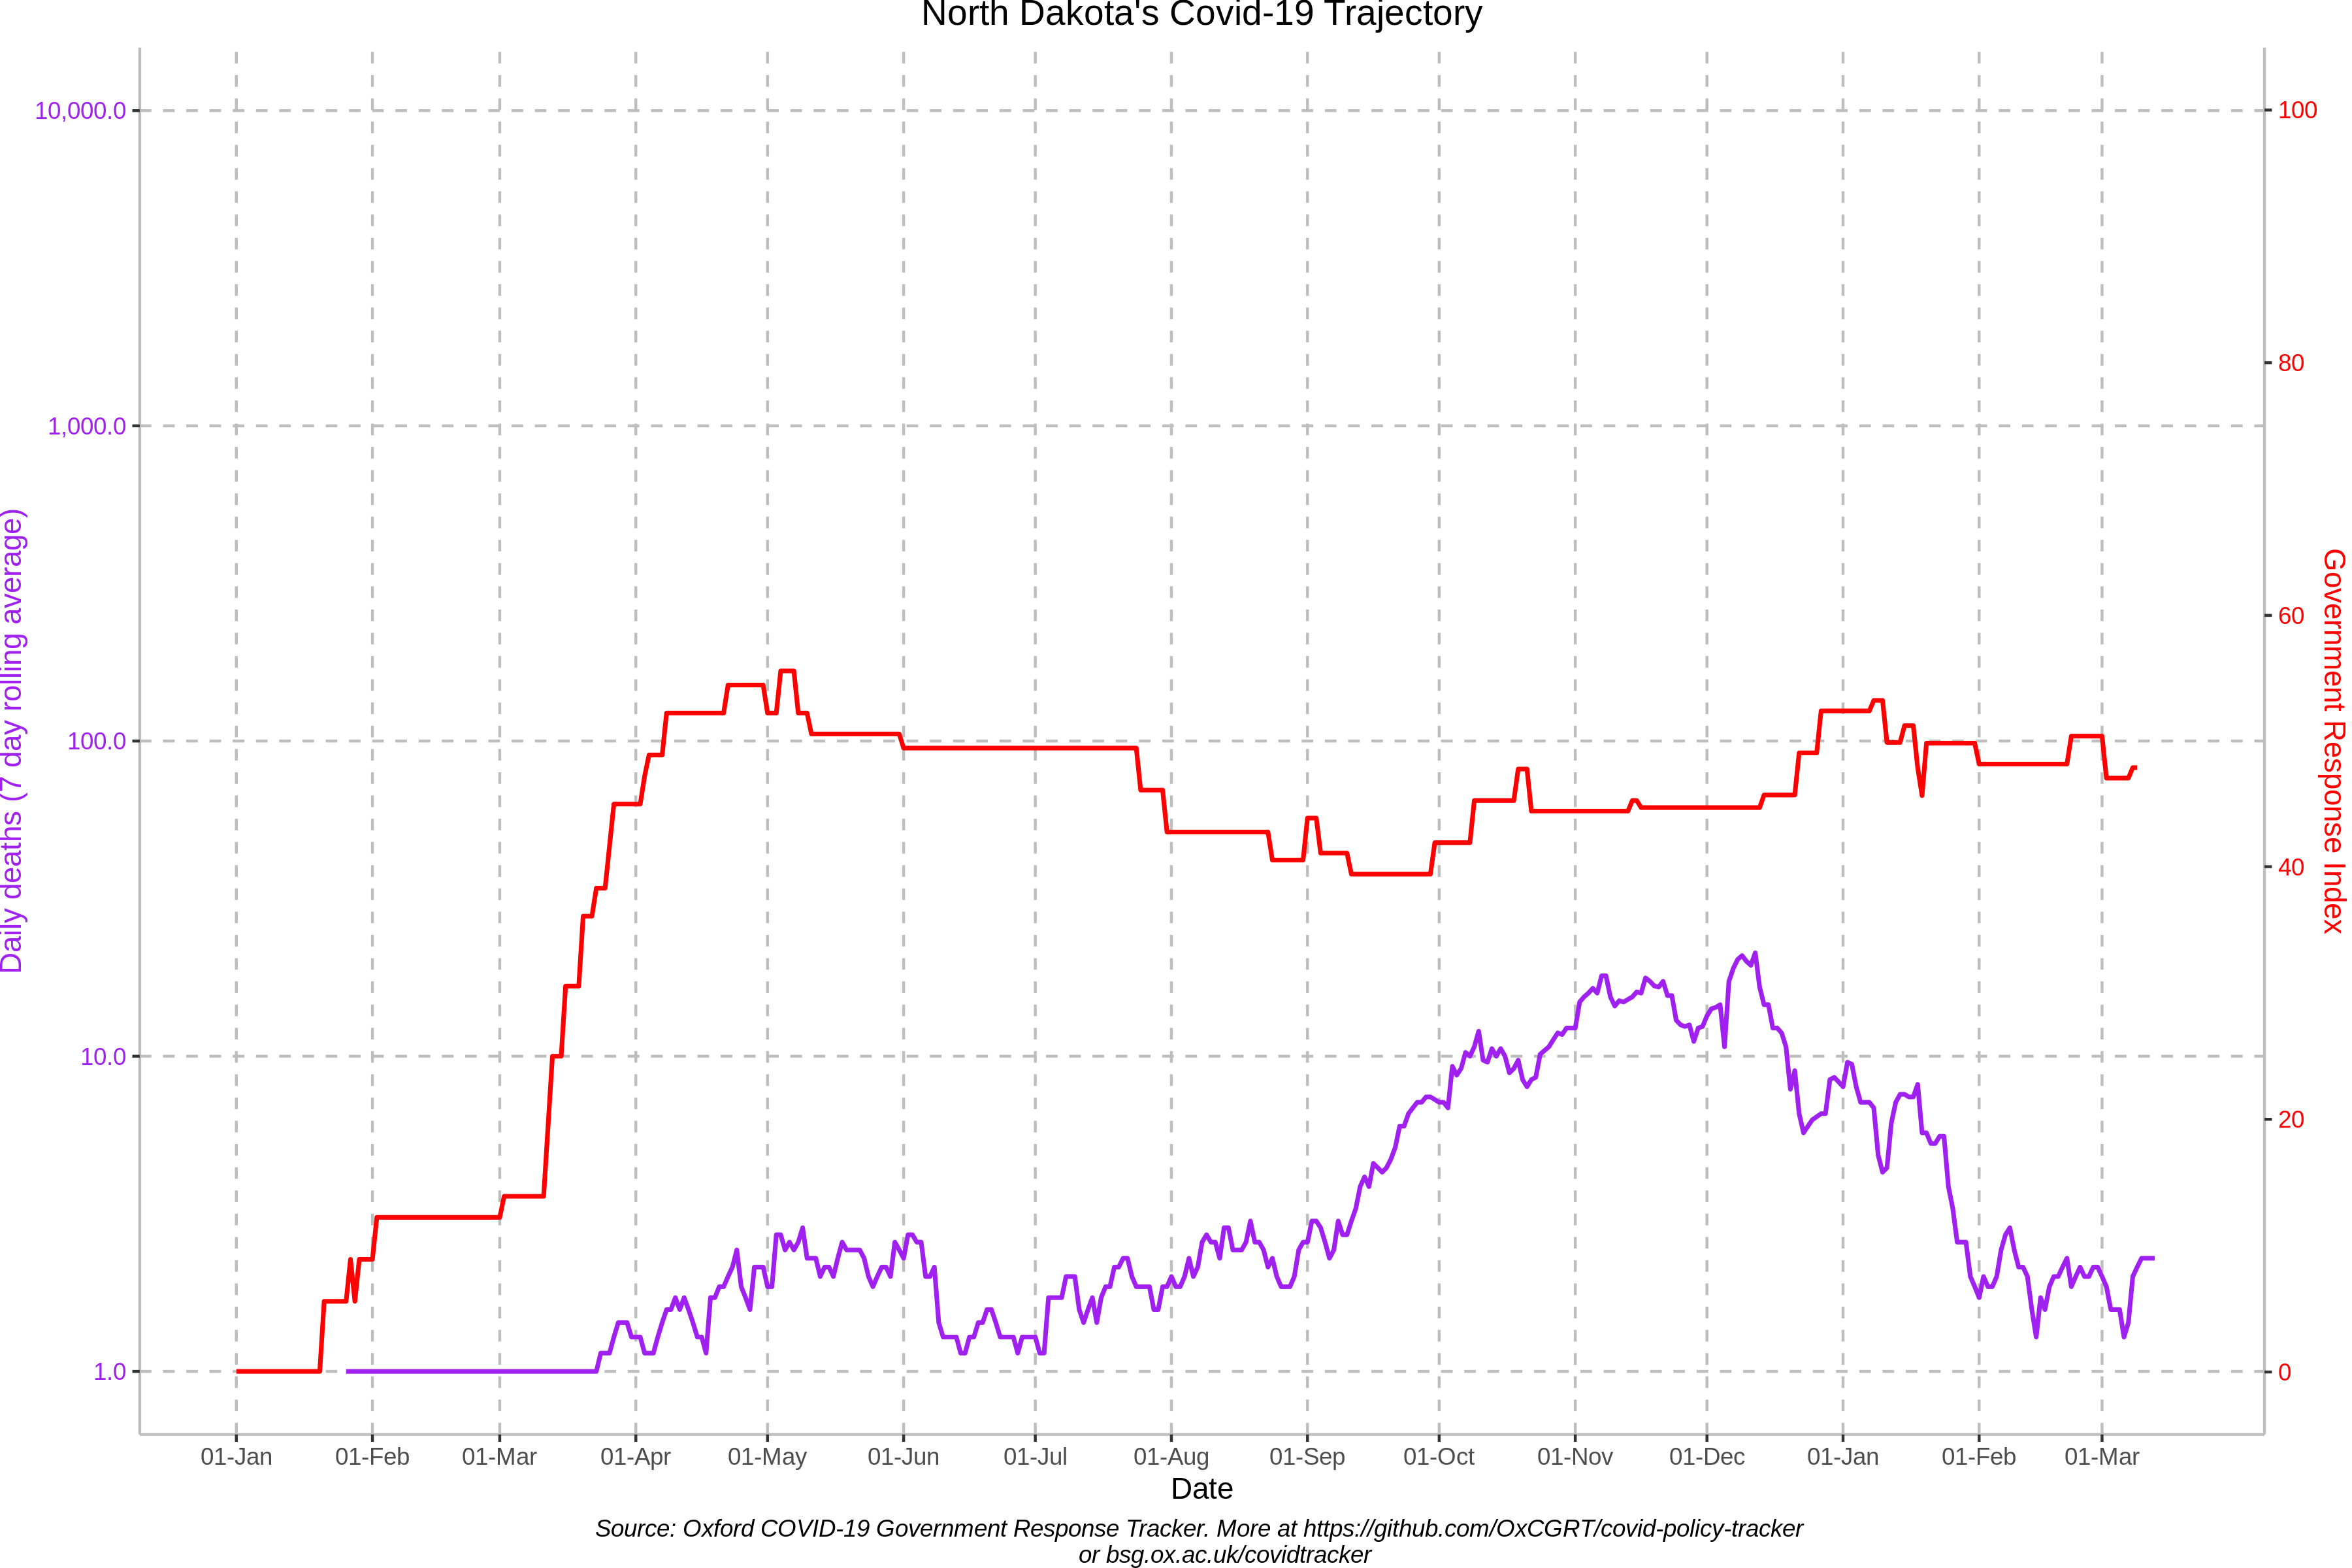 North Dakota's Covid-19 Trajectory
10,000.0
1,000.0
100.0
10.0
1.0
Daily deaths (7 day rolling average)
100
80
60
40
20
0
Government Response Index
01-Jan 01-Feb 01-Mar 01-Apr 01-May 01-Jun 01-Jul 01-Aug 01-Sep 01-Oct 01-Nov 01-Dec 01-Jan 01-Feb 01-Mar
Date
Source: Oxford COVID-19 Government Response Tracker. More at https://github.com/OxCGRT/covid-policy-tracker
or bsg.ox.ac.uk/covidtracker